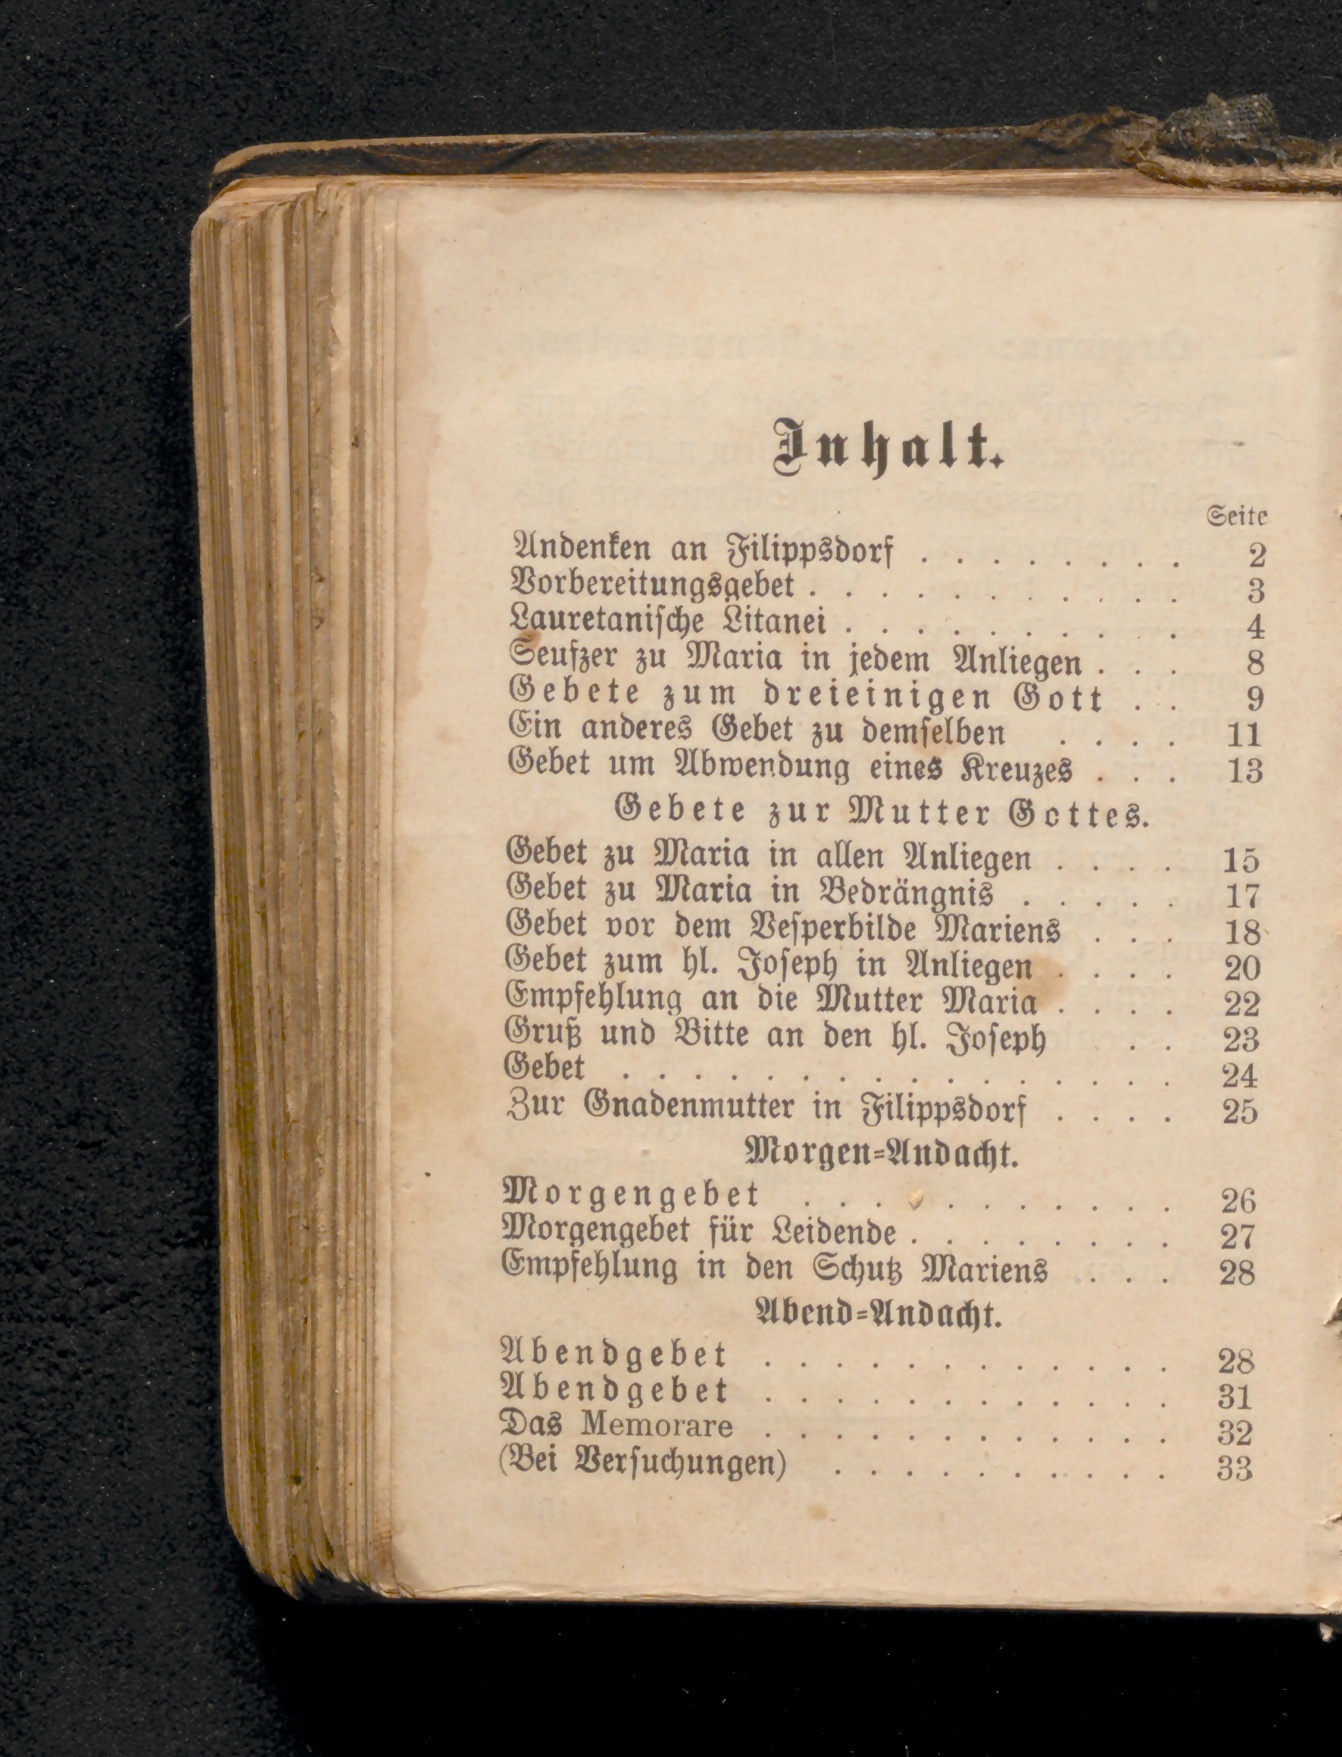 Inhalt.
Seite
Andenken an Filippsdorf . . . . . . . . 2
Vorbereitungsgebet . . . . . . . . . . . 3
Lauretanische Litanei . . . . . . . . . . 4
Seufzer zu Maria in jedem Anliegen . . . 8
Gebete zum dreieinigen Gott . . 9
Ein anderes Gebet zu demselben . . . . 11
Gebet um Abwendung eines Kreuzes . . . 13
Gebete zur Mutter Gottes.
Gebet zu Maria in allen Anliegen . . . . 15
Gebet zu Maria in Bedrängnis . . . . . 17
Gebet vor dem Vesperbilde Mariens . . . 18
Gebet zum hl. Joseph in Anliegen . . . . 20
Empfehlung an die Mutter Maria . . . . 22
Gruß und Bitte an den hl. Joseph . . 23
Gebet . . . . . . . . . . . . . . . . 24
Zur Gnadenmutter in Filippsdorf . . . . 25
Morgen=Andacht.
Morgengebet . . . . . . . . . . . 26
Morgengebet für Leidende . . . . . . . . 27
Empfehlung in den Schutz Mariens . . . 28
Abend=Andacht.
Abendgebet . . . . . . . . . . . . 28
Abendgebet . . . . . . . . . . . . 31
Das Memorare . . . . . . . . . . . . 32
(Bei Versuchungen) . . . . . . . . . . 33